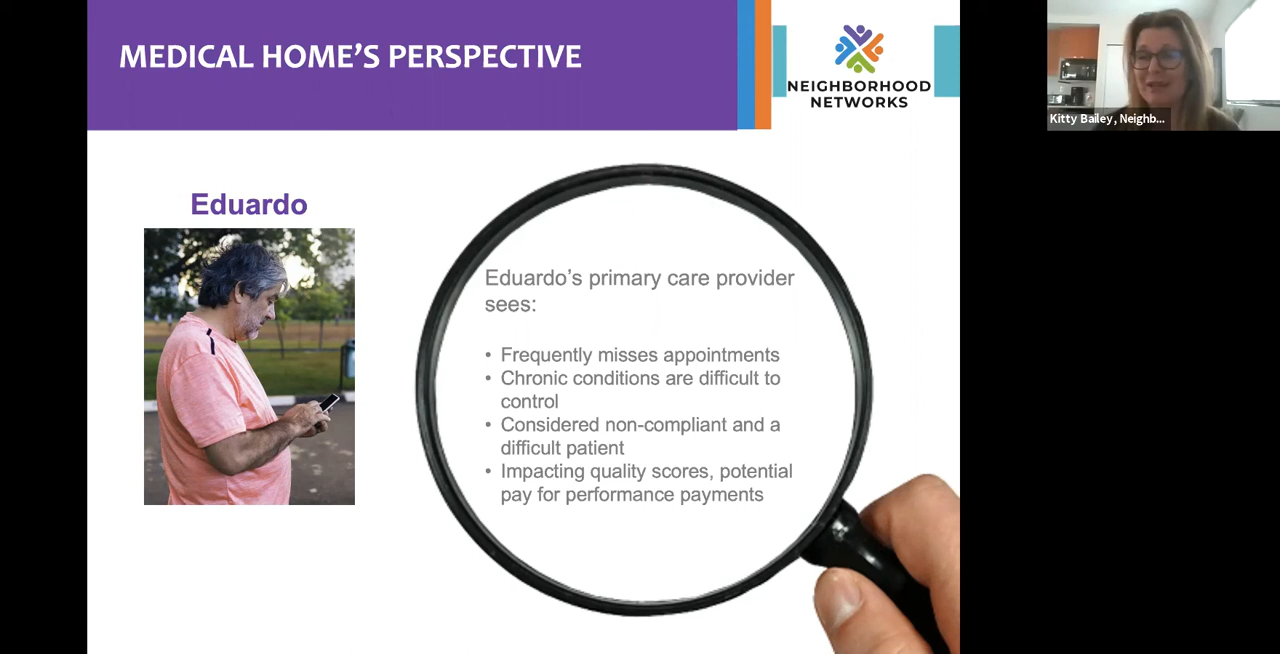 MEDICAL HOME'S PERSPECTIVE
NEIGHBORHOOD
NETWORKS
Kitty Bailey, Neighb...
Eduardo
Eduardo's primary care provider
sees:
• Frequently misses appointments
• Chronic conditions are difficult to
control
• Considered non-compliant and a
difficult patient
• Impacting quality scores, potential
pay for performance payments